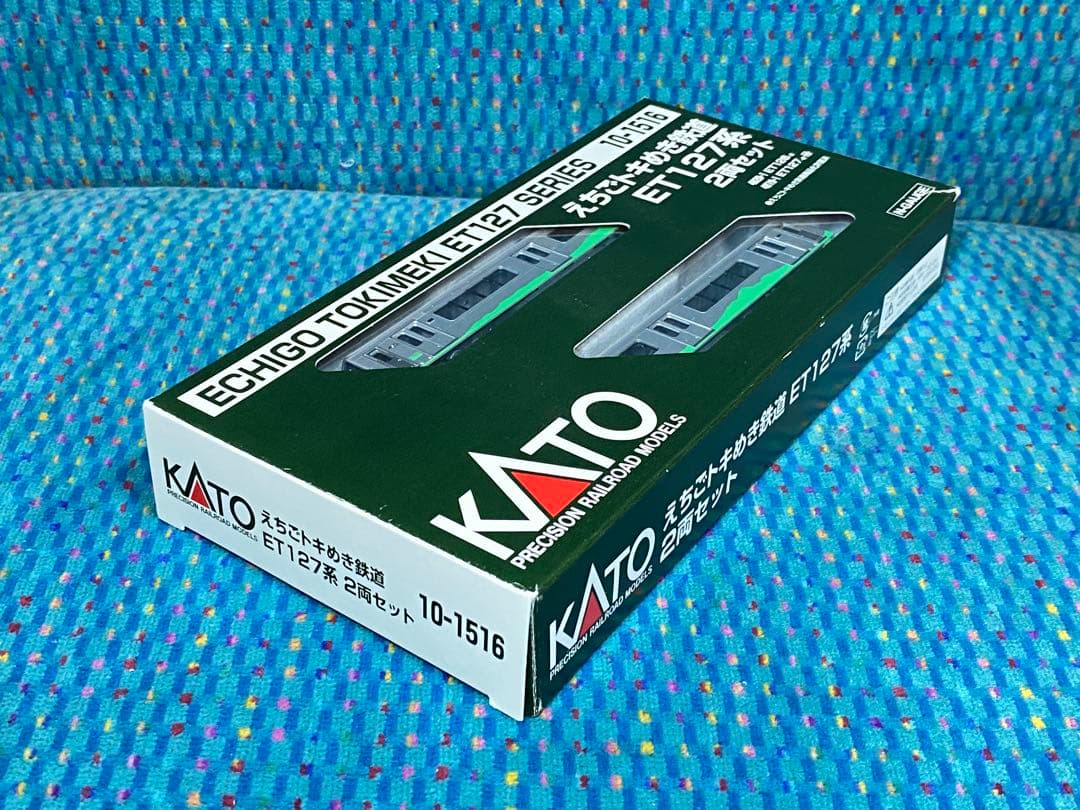 ECHIGO TOKIMEKI ET127 SERIES 10-1516
えちごトキめき鉄道
ET127系
2両セット
N-GAUGE
KATO
PRECISION RAILROAD MODELS
KATO
PRECISION RAILROAD MODELS
えちごトキめき鉄道
ET127系 2両セット
10-1516
KATO
PRECISION RAILROAD MODELS
えちごトキめき鉄道 ET127系
2両セット